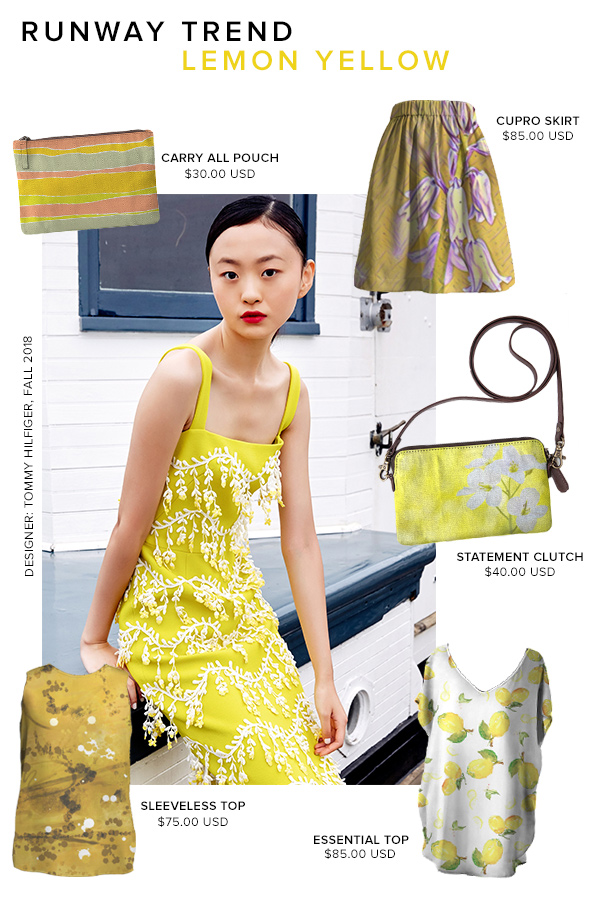 RUNWAY TREND
LEMON YELLOW
CUPRO SKIRT
$85.00 USD
CARRY ALL POUCH
$30.00 USD
DESIGNER: TOMMY HILFIGER, FALL 2018
STATEMENT CLUTCH
$40.00 USD
SLEEVELESS TOP
$75.00 USD
ESSENTIAL TOP
$85.00 USD